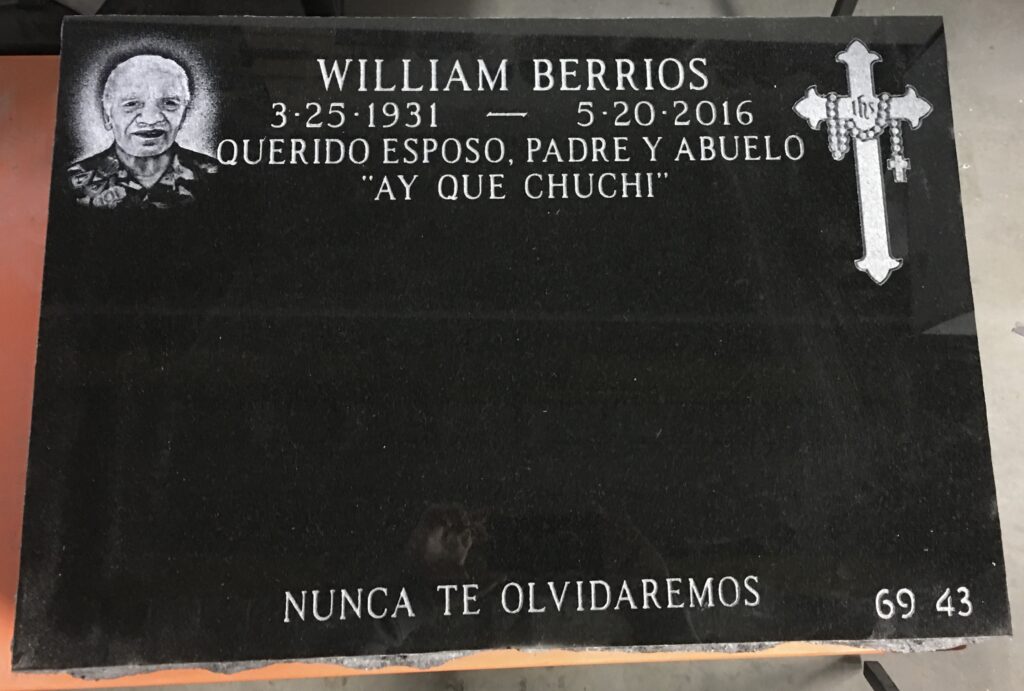 WILLIAM BERRIOS
3·25·1931 — 5·20·2016
QUERIDO ESPOSO, PADRE Y ABUELO
"AY QUE CHUCHI"
ihs
NUNCA TE OLVIDAREMOS
69 43